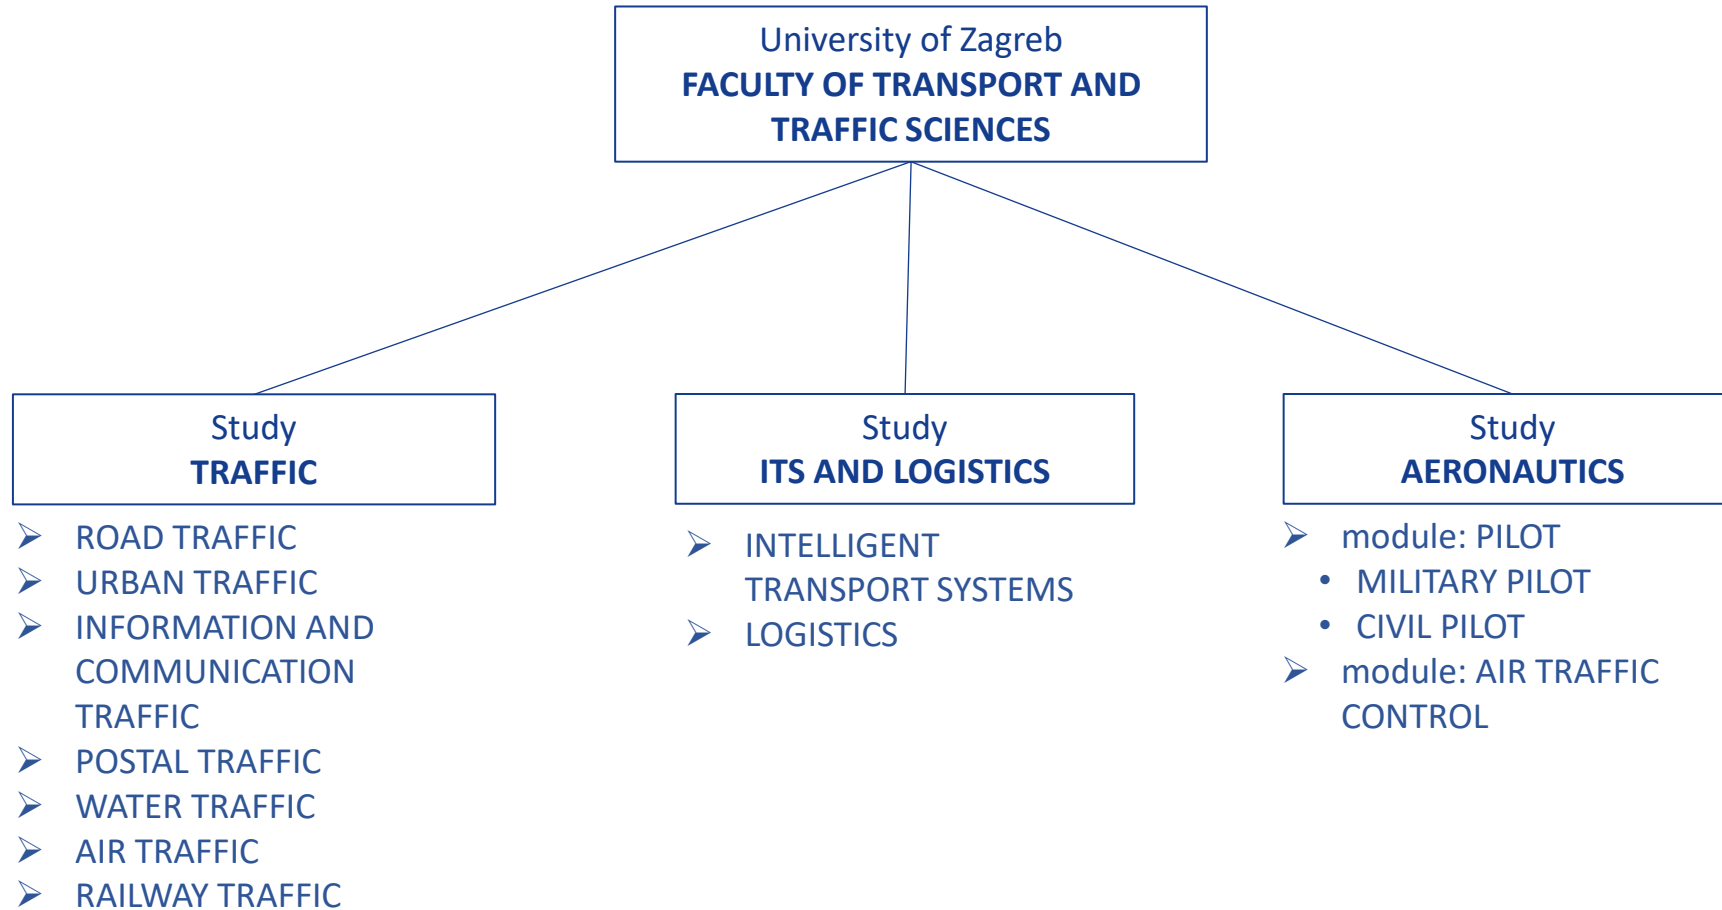 University of Zagreb
FACULTY OF TRANSPORT AND
TRAFFIC SCIENCES
Study
TRAFFIC
➢ ROAD TRAFFIC
➢ URBAN TRAFFIC
➢ INFORMATION AND
COMMUNICATION
TRAFFIC
➢ POSTAL TRAFFIC
➢ WATER TRAFFIC
➢ AIR TRAFFIC
➢ RAILWAY TRAFFIC
Study
ITS AND LOGISTICS
➢ INTELLIGENT
TRANSPORT SYSTEMS
➢ LOGISTICS
Study
AERONAUTICS
➢ module: PILOT
• MILITARY PILOT
• CIVIL PILOT
➢ module: AIR TRAFFIC
CONTROL